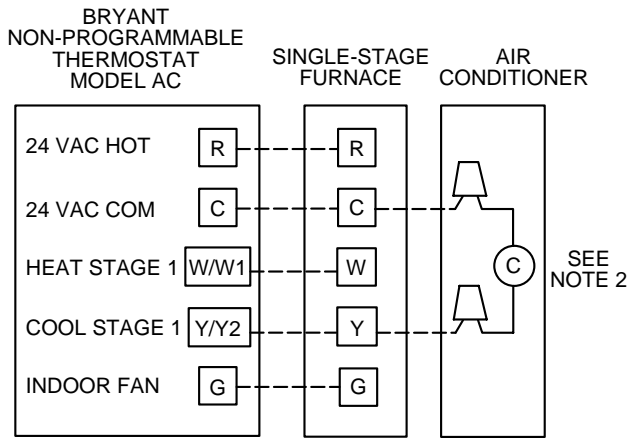 BRYANT
NON-PROGRAMMABLE
THERMOSTAT
MODEL AC
SINGLE-STAGE
FURNACE
AIR
CONDITIONER
24 VAC HOT R R
24 VAC COM C C
HEAT STAGE 1 W/W1 W
C
SEE
NOTE 2
COOL STAGE 1 Y/Y2 Y
INDOOR FAN G G